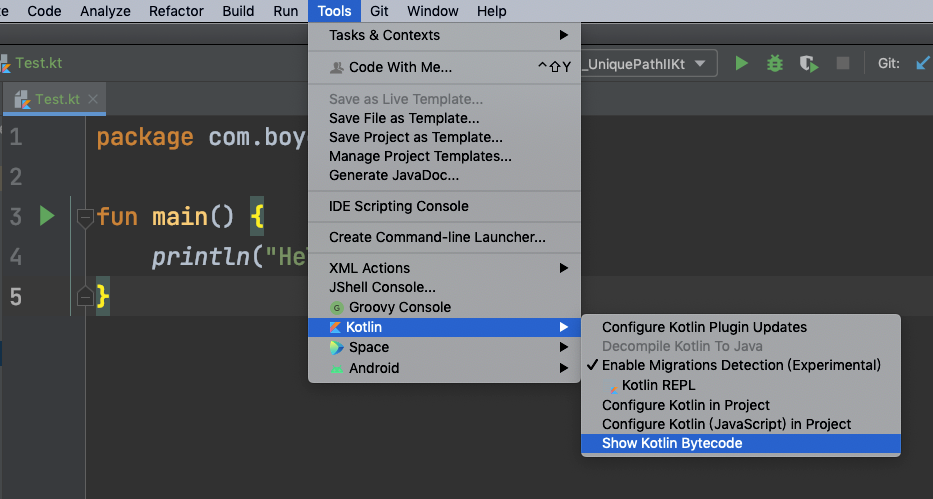 Code Analyze Refactor Build Run Tools Git Window Help
Test.kt
_UniquePathIIKt
Git:
Test.kt
1 package com.boy
2
3 fun main() {
4 println("He
5 }
Tasks & Contexts
Code With Me... ^⇧Y
Save as Live Template...
Save File as Template...
Save Project as Template...
Manage Project Templates...
Generate JavaDoc...
IDE Scripting Console
Create Command-line Launcher...
XML Actions
JShell Console...
G Groovy Console
Kotlin
Space
Android
Configure Kotlin Plugin Updates
Decompile Kotlin To Java
✓ Enable Migrations Detection (Experimental)
Kotlin REPL
Configure Kotlin in Project
Configure Kotlin (JavaScript) in Project
Show Kotlin Bytecode